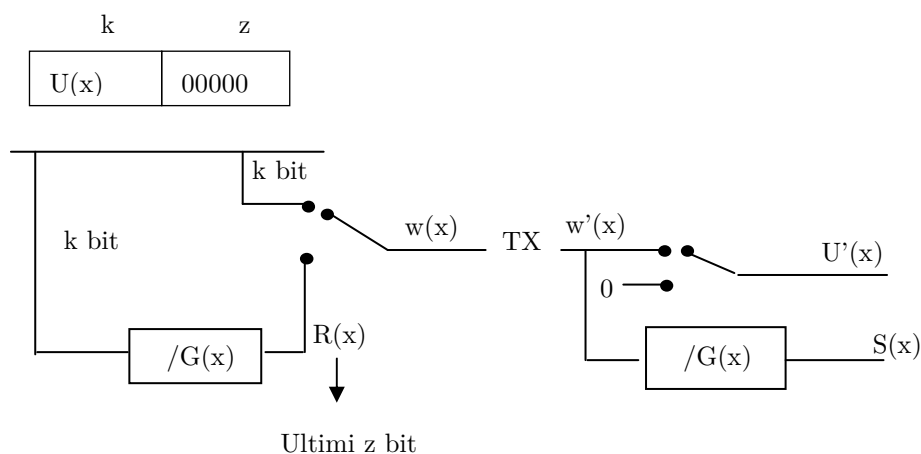 k z
U(x) 00000
k bit
k bit
w(x) TX w'(x)
U'(x)
0
R(x)
/G(x) /G(x) S(x)
Ultimi z bit